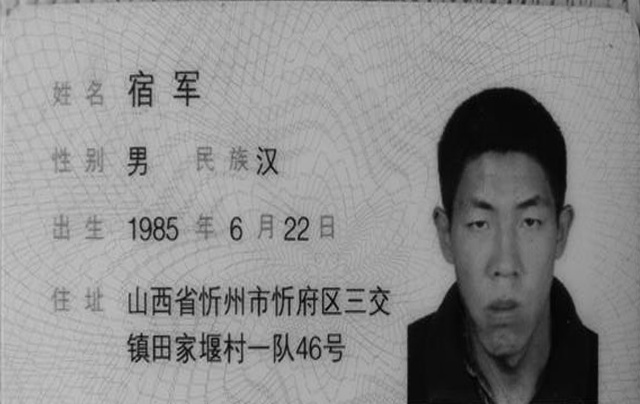 姓名 宿军
性别 男 民族 汉
出生 1985 年 6 月 22 日
住址 山西省忻州市忻府区三交
镇田家堰村一队46号